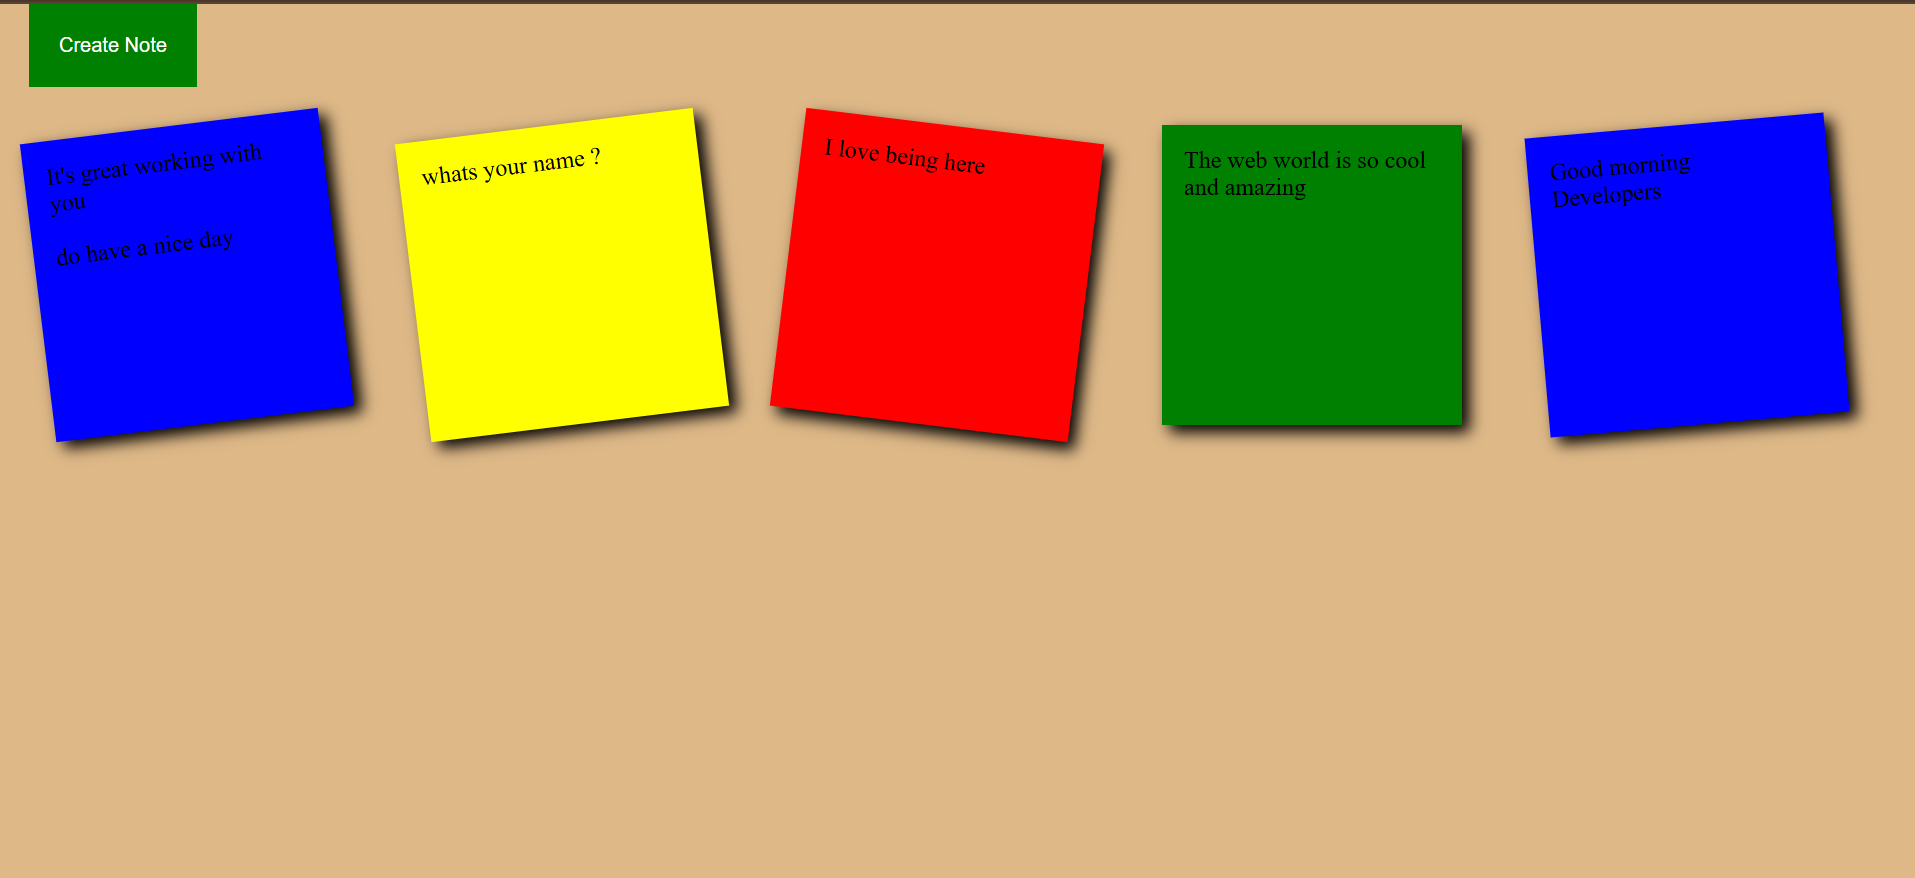 Create Note
It's great working with
you
do have a nice day
whats your name ?
I love being here
The web world is so cool
and amazing
Good morning
Developers